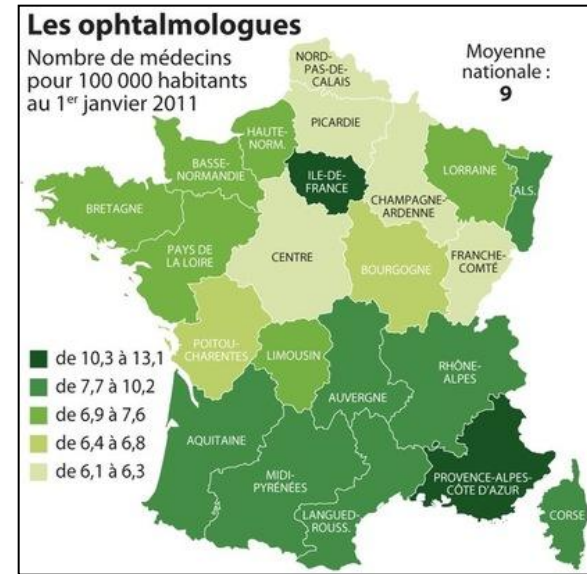 Les ophtalmologues
Nombre de médecins
pour 100 000 habitants
au 1er janvier 2011
Moyenne
nationale :
9
NORD-
PAS-DE-
CALAIS
PICARDIE
HAUTE-
NORM.
BASSE-
NORMANDIE
ILE-DE-
FRANCE
LORRAINE
ALS.
CHAMPAGNE-
ARDENNE
BRETAGNE
PAYS DE
LA LOIRE
CENTRE
BOURGOGNE
FRANCHE-
COMTÉ
POITOU-
CHARENTES
LIMOUSIN
AUVERGNE
RHÔNE-
ALPES
AQUITAINE
MIDI-
PYRÉNÉES
LANGUED-
ROUSS.
PROVENCE-ALPES-
CÔTE D'AZUR
CORSE
de 10,3 à 13,1
de 7,7 à 10,2
de 6,9 à 7,6
de 6,4 à 6,8
de 6,1 à 6,3